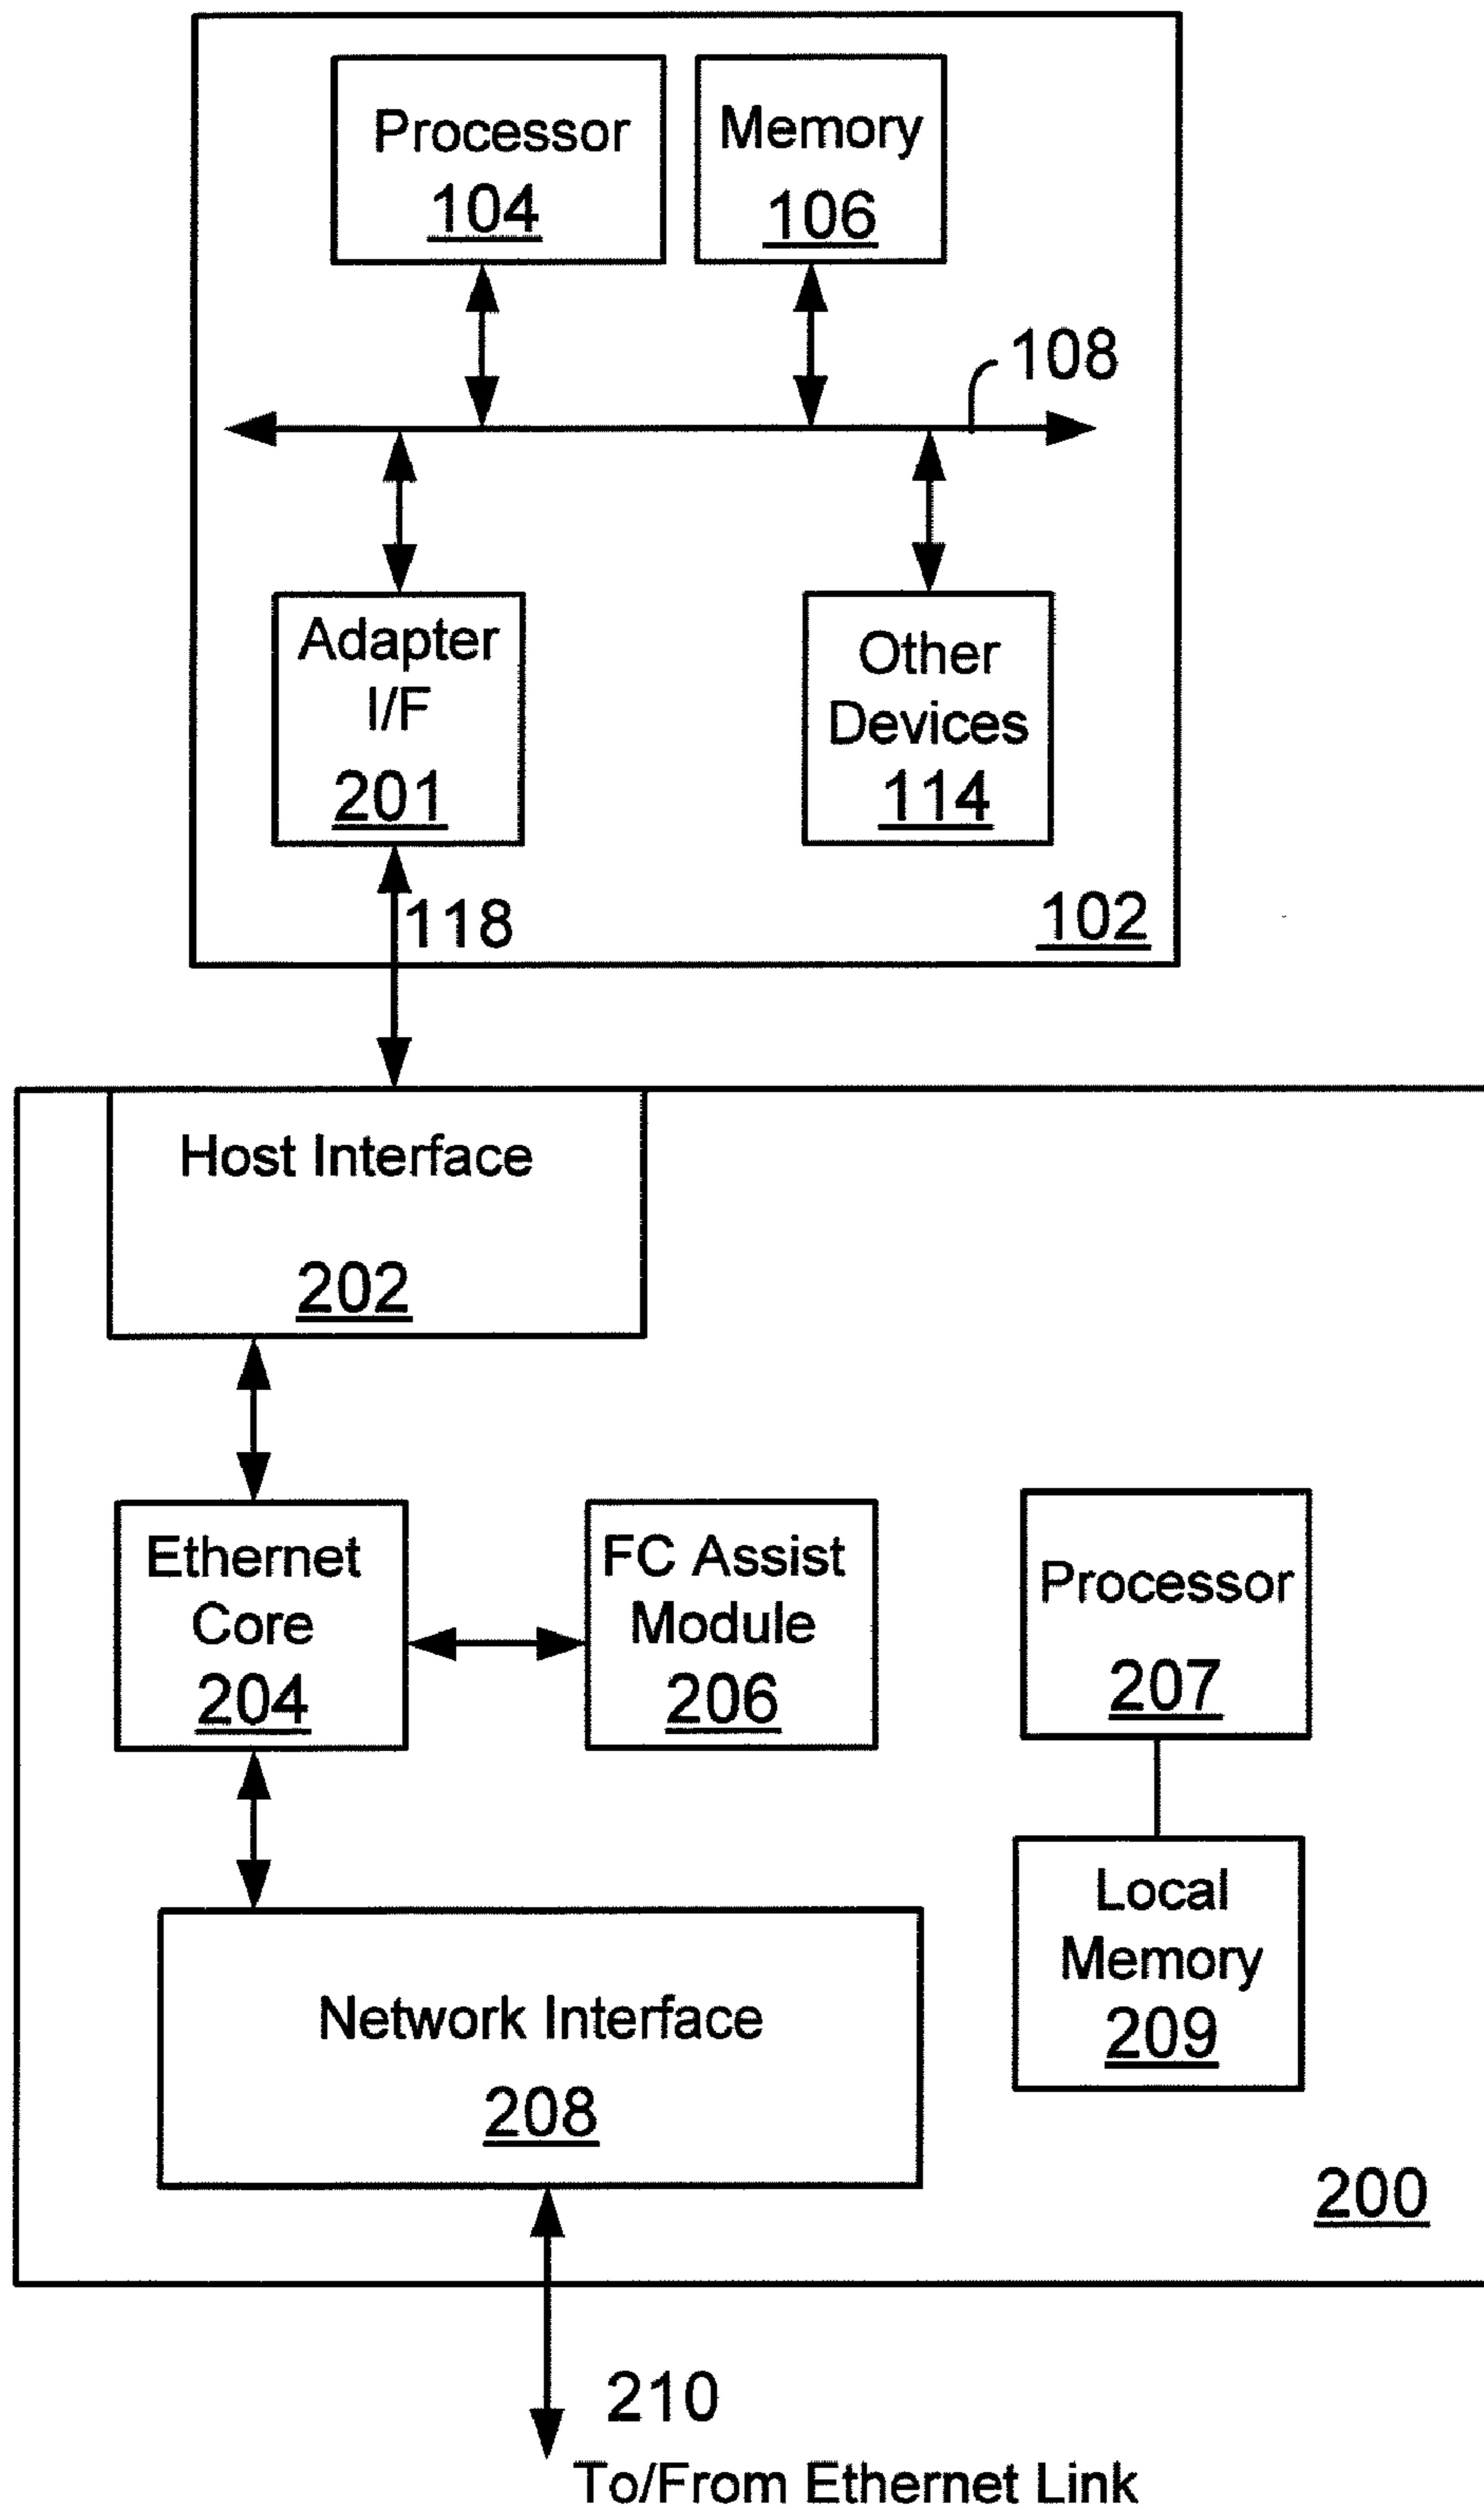 Processor
104
Memory
106
108
Adapter
I/F
201
Other
Devices
114
118
102
Host Interface
202
Ethernet
Core
204
FC Assist
Module
206
Processor
207
Local
Memory
209
Network Interface
208
200
210
To/From Ethernet Link